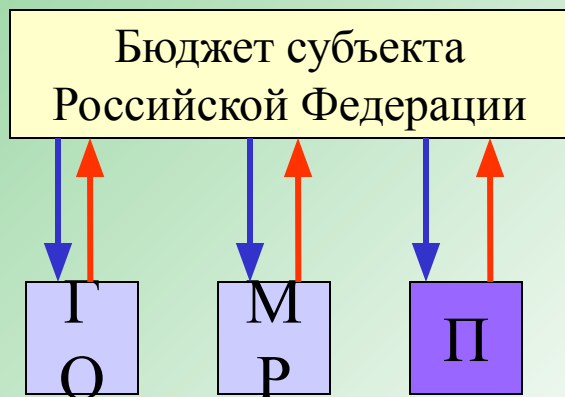 Бюджет субъекта
Российской Федерации
Г
О
М
Р
П